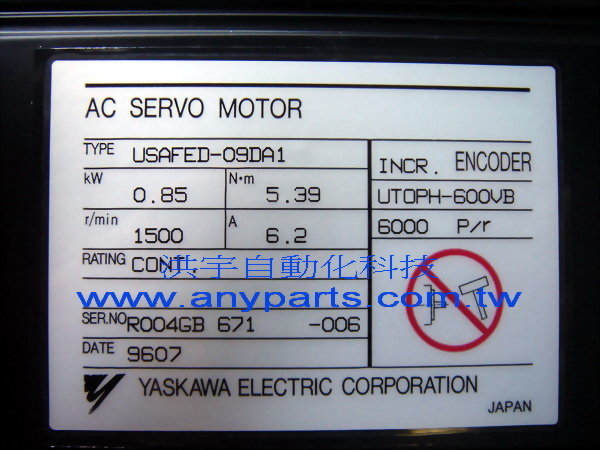 AC SERVO MOTOR
TYPE USAFED-09DA1
kW 0.85 N·m 5.39
r/min 1500 A 6.2
RATING CONT.
INCR. ENCODER
UTOPH-600VB
6000 P/r
洪宇自動化科技
www.anyparts.com.tw
SER.NO R004GB 671 -006
DATE 9607
YASKAWA ELECTRIC CORPORATION
JAPAN